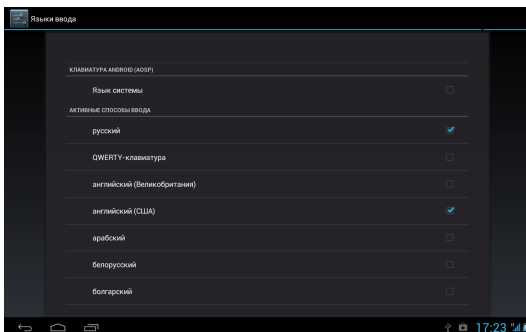 Языки ввода
КЛАВИАТУРА ANDROID (AOSP)
Язык системы
АКТИВНЫЕ СПОСОБЫ ВВОДА
русский
QWERTY-клавиатура
английский (Великобритания)
английский (США)
арабский
белорусский
болгарский
17:23